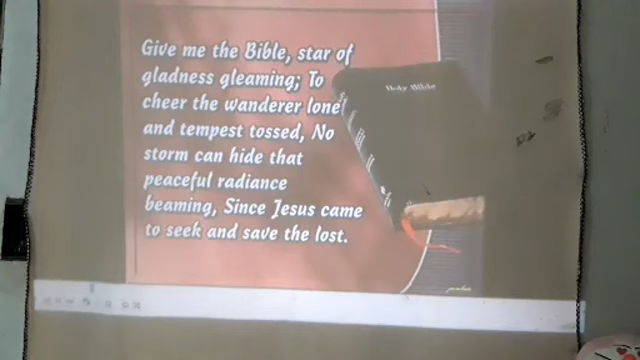 Give me the Bible, star of
gladness gleaming; To
cheer the wanderer lone
and tempest tossed, No
storm can hide that
peaceful radiance
beaming, Since Jesus came
to seek and save the lost.
Holy Bible